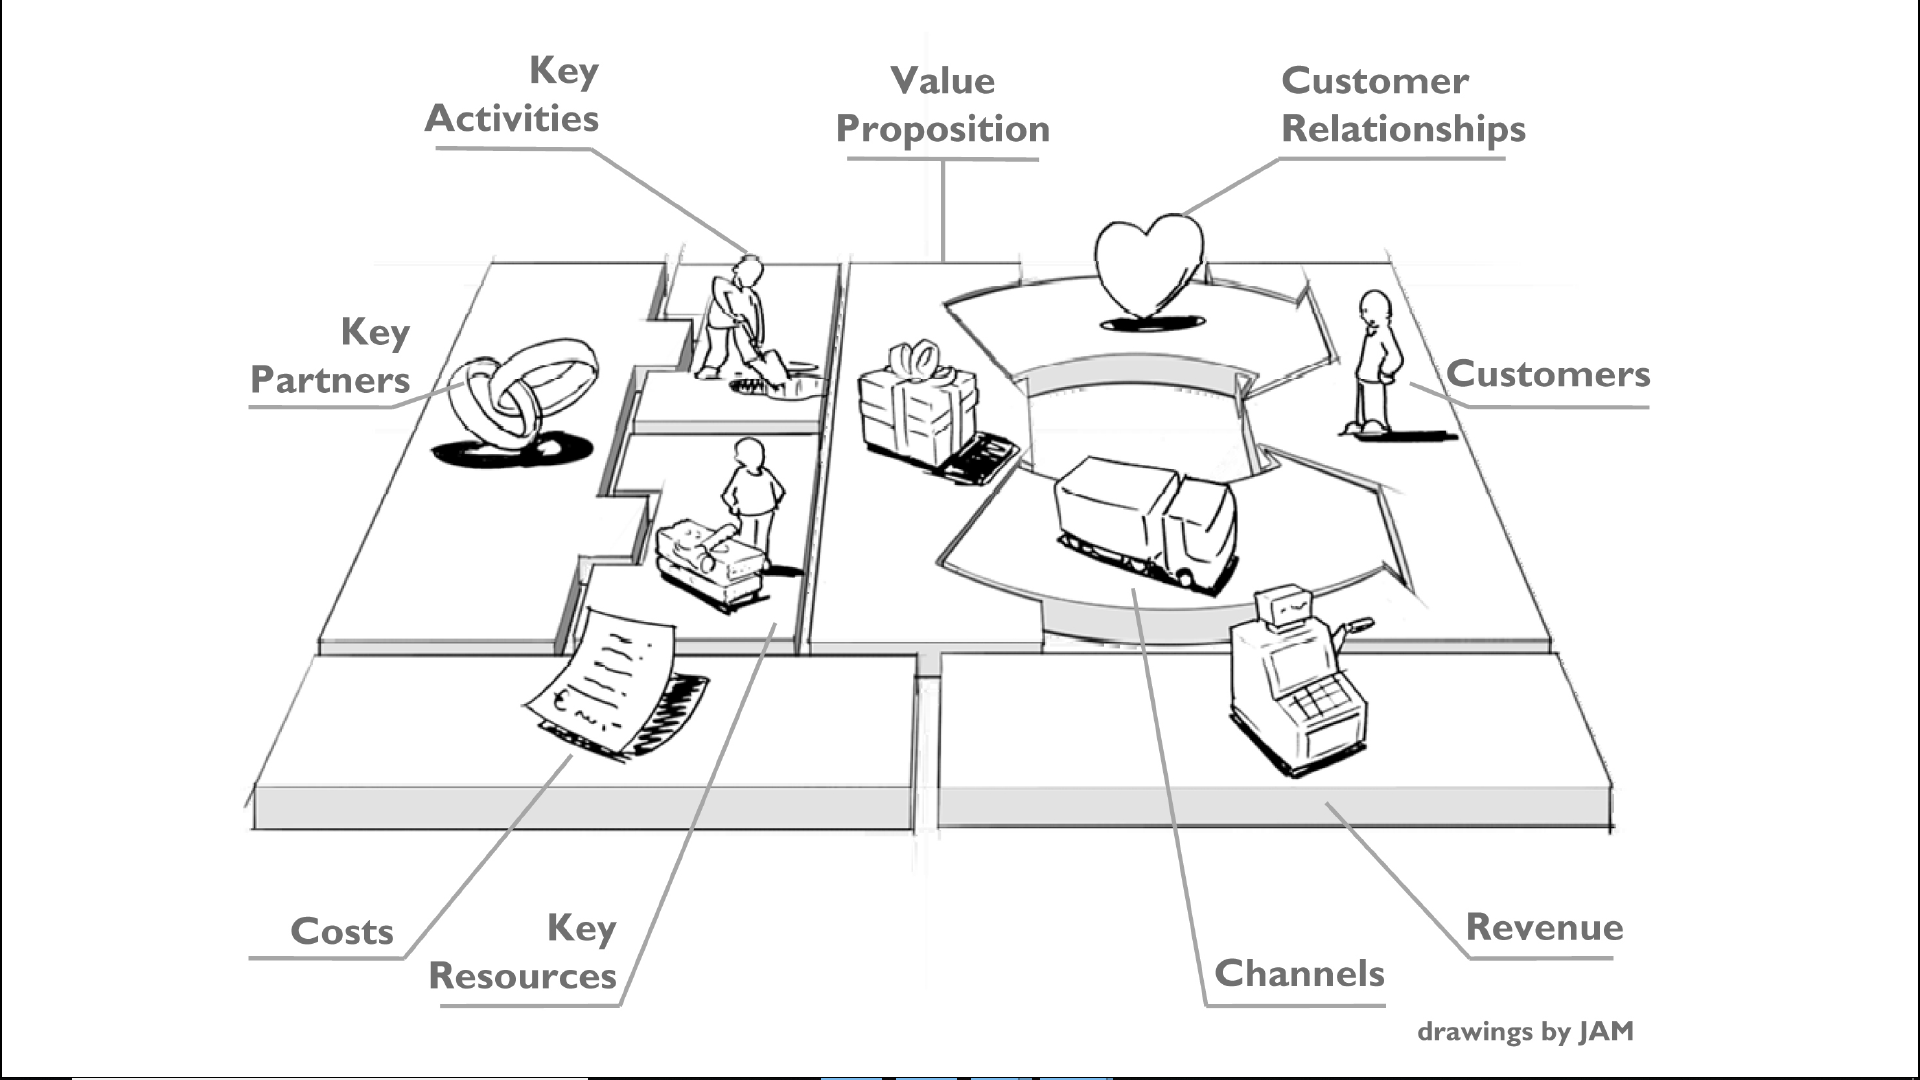 Key
Activities
Value
Proposition
Customer
Relationships
Key
Partners
Customers
Costs
Key
Resources
Channels
Revenue
drawings by JAM